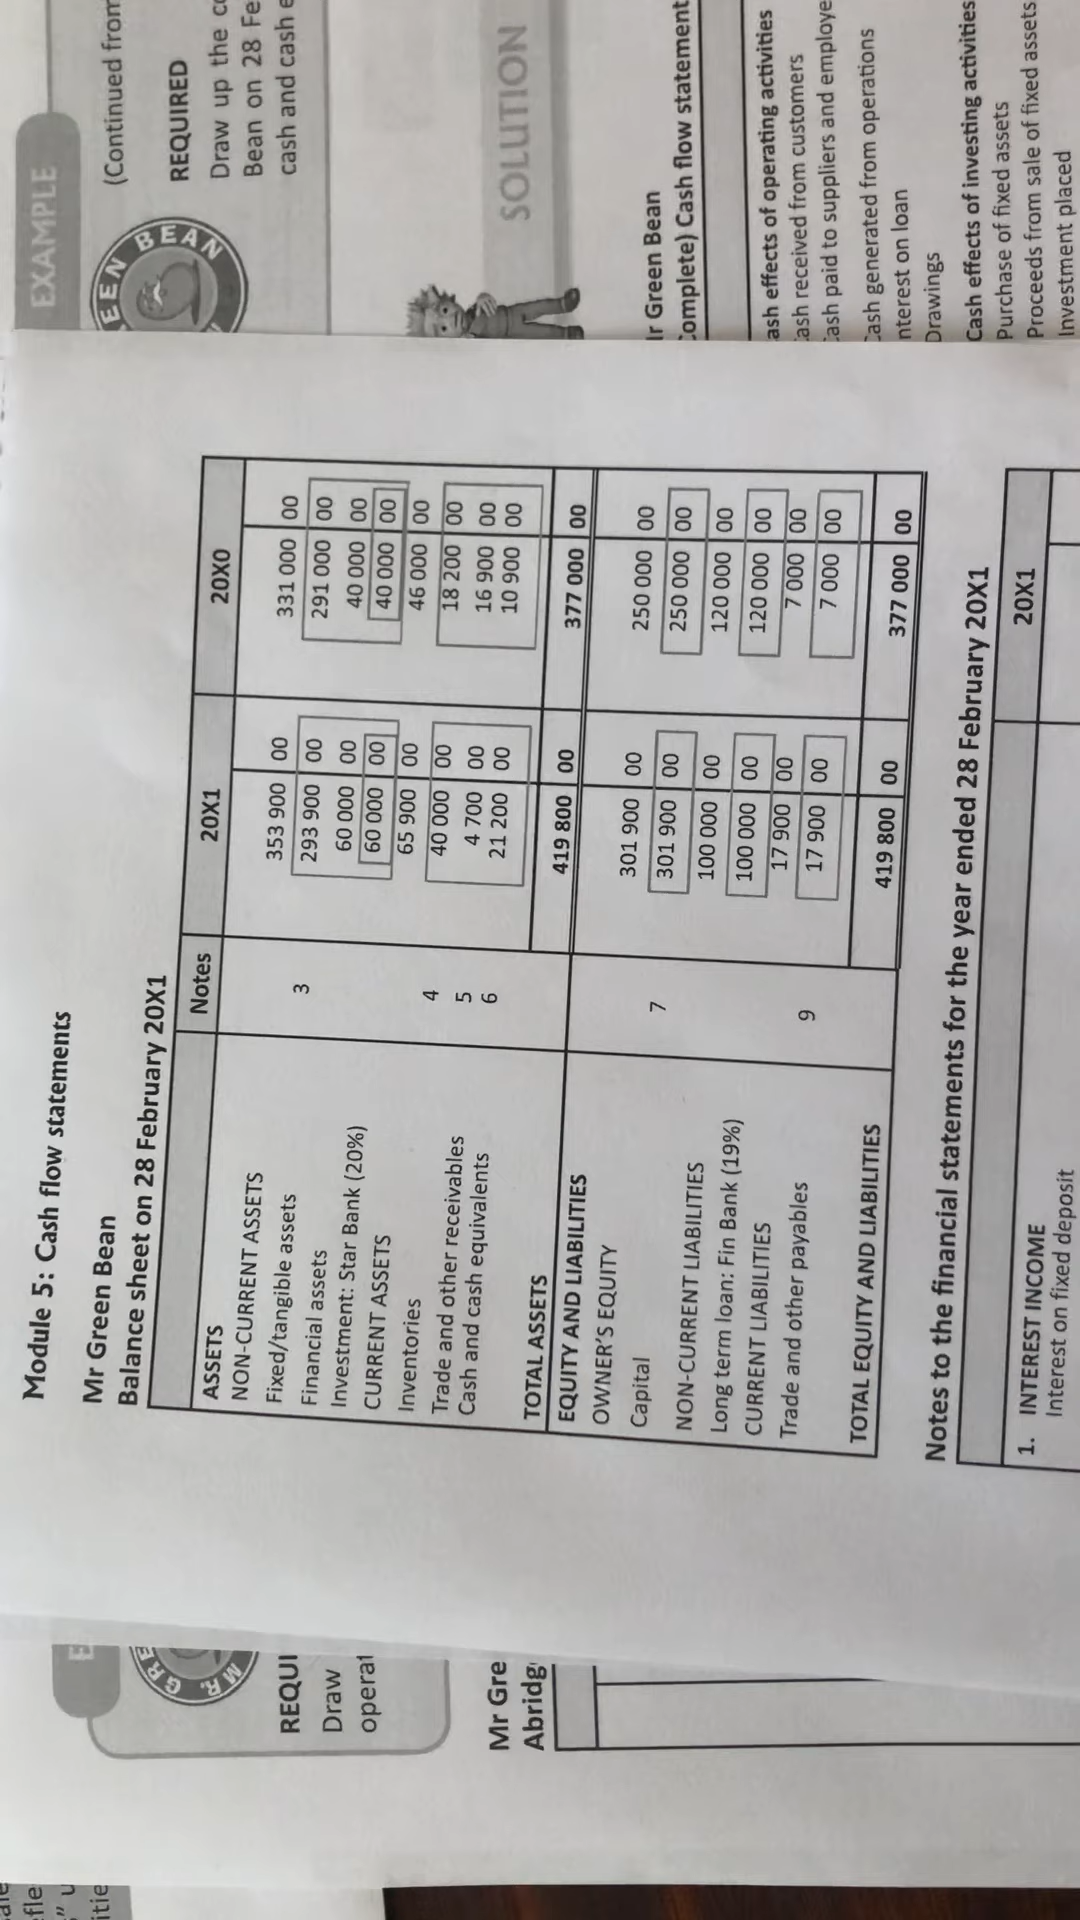 Module 5: Cash flow statements
Mr Green Bean
Balance sheet on 28 February 20X1
Notes 20X1 20X0
ASSETS
NON-CURRENT ASSETS 353 900 00 331 000 00
Fixed/tangible assets 3 293 900 00 291 000 00
Financial assets 60 000 00 40 000 00
Investment: Star Bank (20%) 60 000 00 40 000 00
CURRENT ASSETS 65 900 00 46 000 00
Inventories 4 40 000 00 18 200 00
Trade and other receivables 5 4 700 00 16 900 00
Cash and cash equivalents 6 21 200 00 10 900 00
TOTAL ASSETS 419 800 00 377 000 00
EQUITY AND LIABILITIES
OWNER'S EQUITY 301 900 00 250 000 00
Capital 7 301 900 00 250 000 00
NON-CURRENT LIABILITIES 100 000 00 120 000 00
Long term loan: Fin Bank (19%) 100 000 00 120 000 00
CURRENT LIABILITIES 17 900 00 7 000 00
Trade and other payables 9 17 900 00 7 000 00
TOTAL EQUITY AND LIABILITIES 419 800 00 377 000 00
Notes to the financial statements for the year ended 28 February 20X1
20X1
1. INTEREST INCOME
Interest on fixed deposit
EXAMPLE
(Continued from
EEN BEAN
REQUIRED
Draw up the c
Bean on 28 Fe
cash and cash e
SOLUTION
r Green Bean
Complete) Cash flow statement
ash effects of operating activities
ash received from customers
ash paid to suppliers and employe
Cash generated from operations
nterest on loan
Drawings
Cash effects of investing activities
Purchase of fixed assets
Proceeds from sale of fixed assets
Investment placed
E
MR. GRE
REQUI
Draw
operat
Mr Gre
Abridg
efle
" u
itie